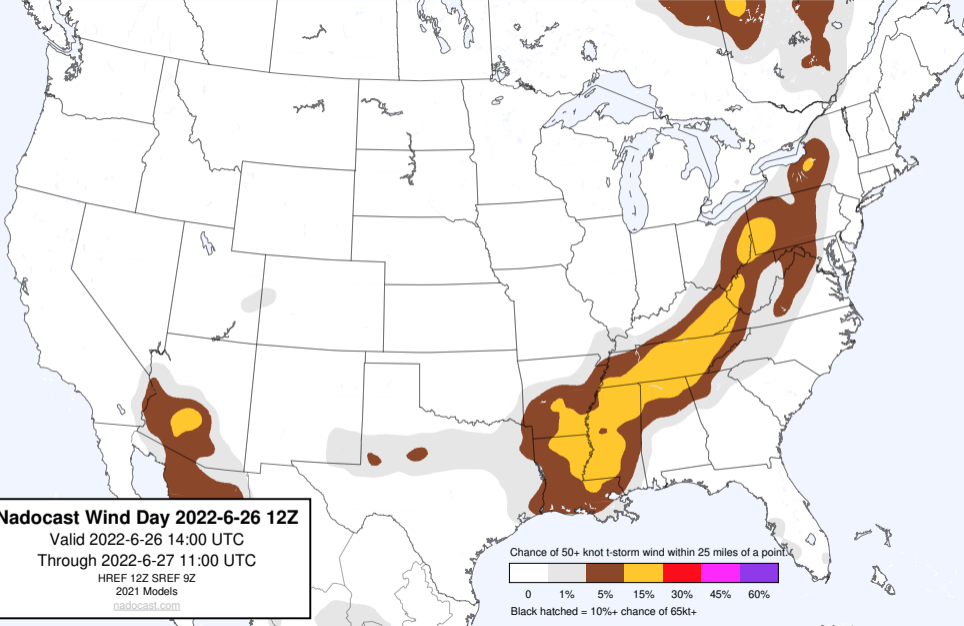 Nadocast Wind Day 2022-6-26 12Z
Valid 2022-6-26 14:00 UTC
Through 2022-6-27 11:00 UTC
HREF 12Z SREF 9Z
2021 Models
nadocast.com
Chance of 50+ knot t-storm wind within 25 miles of a point.
0 1% 5% 15% 30% 45% 60%
Black hatched = 10%+ chance of 65kt+